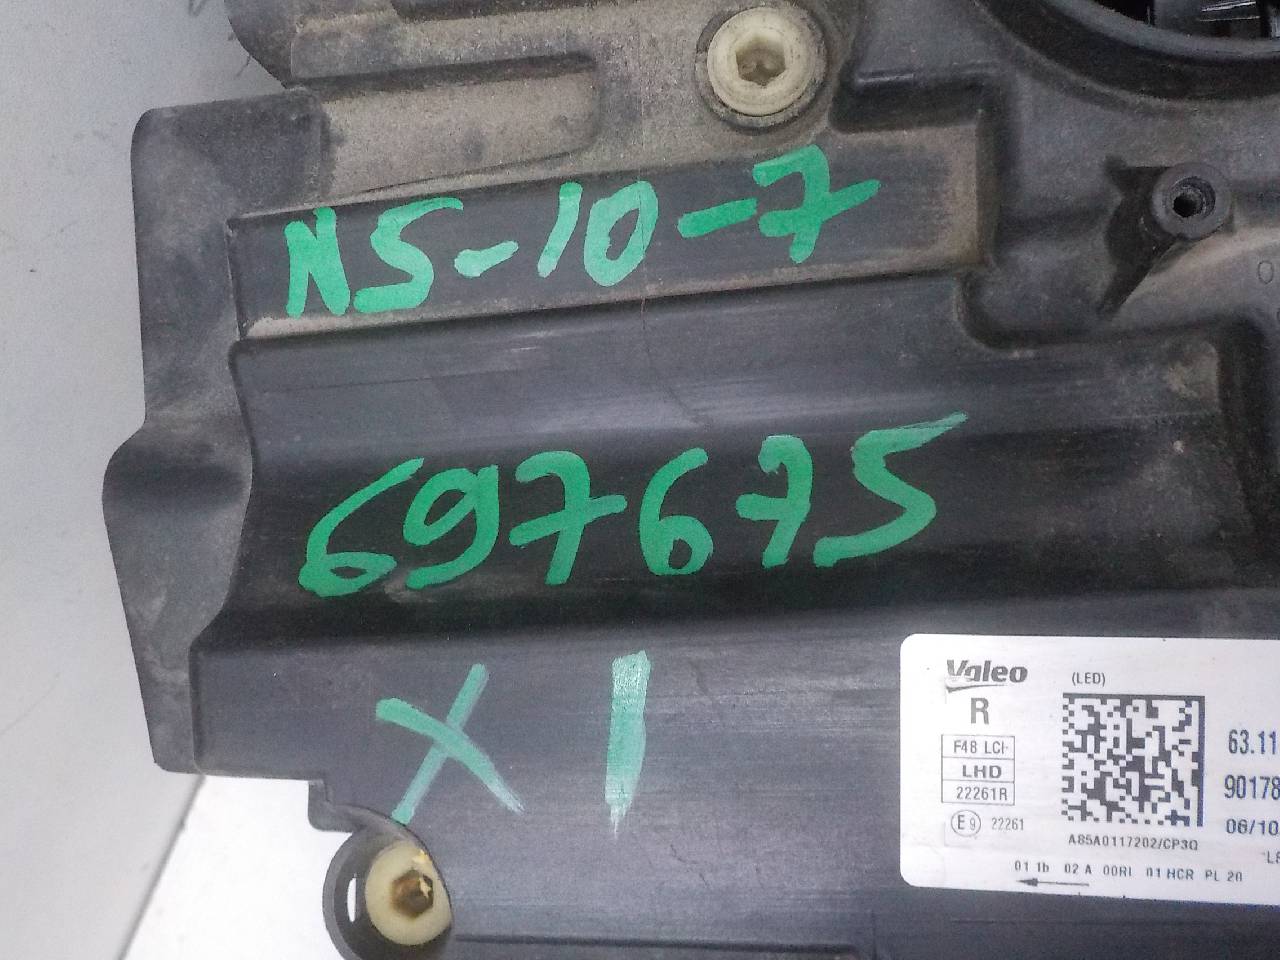 NS-10-7
697675
X1
Valeo
(LED)
R
F48 LCI-
LHD
22261R
E9 22261
A85A0117202/CP3Q
63.11
90178
06/10
01 1b 02 A 00RL 01 HCR PL 20